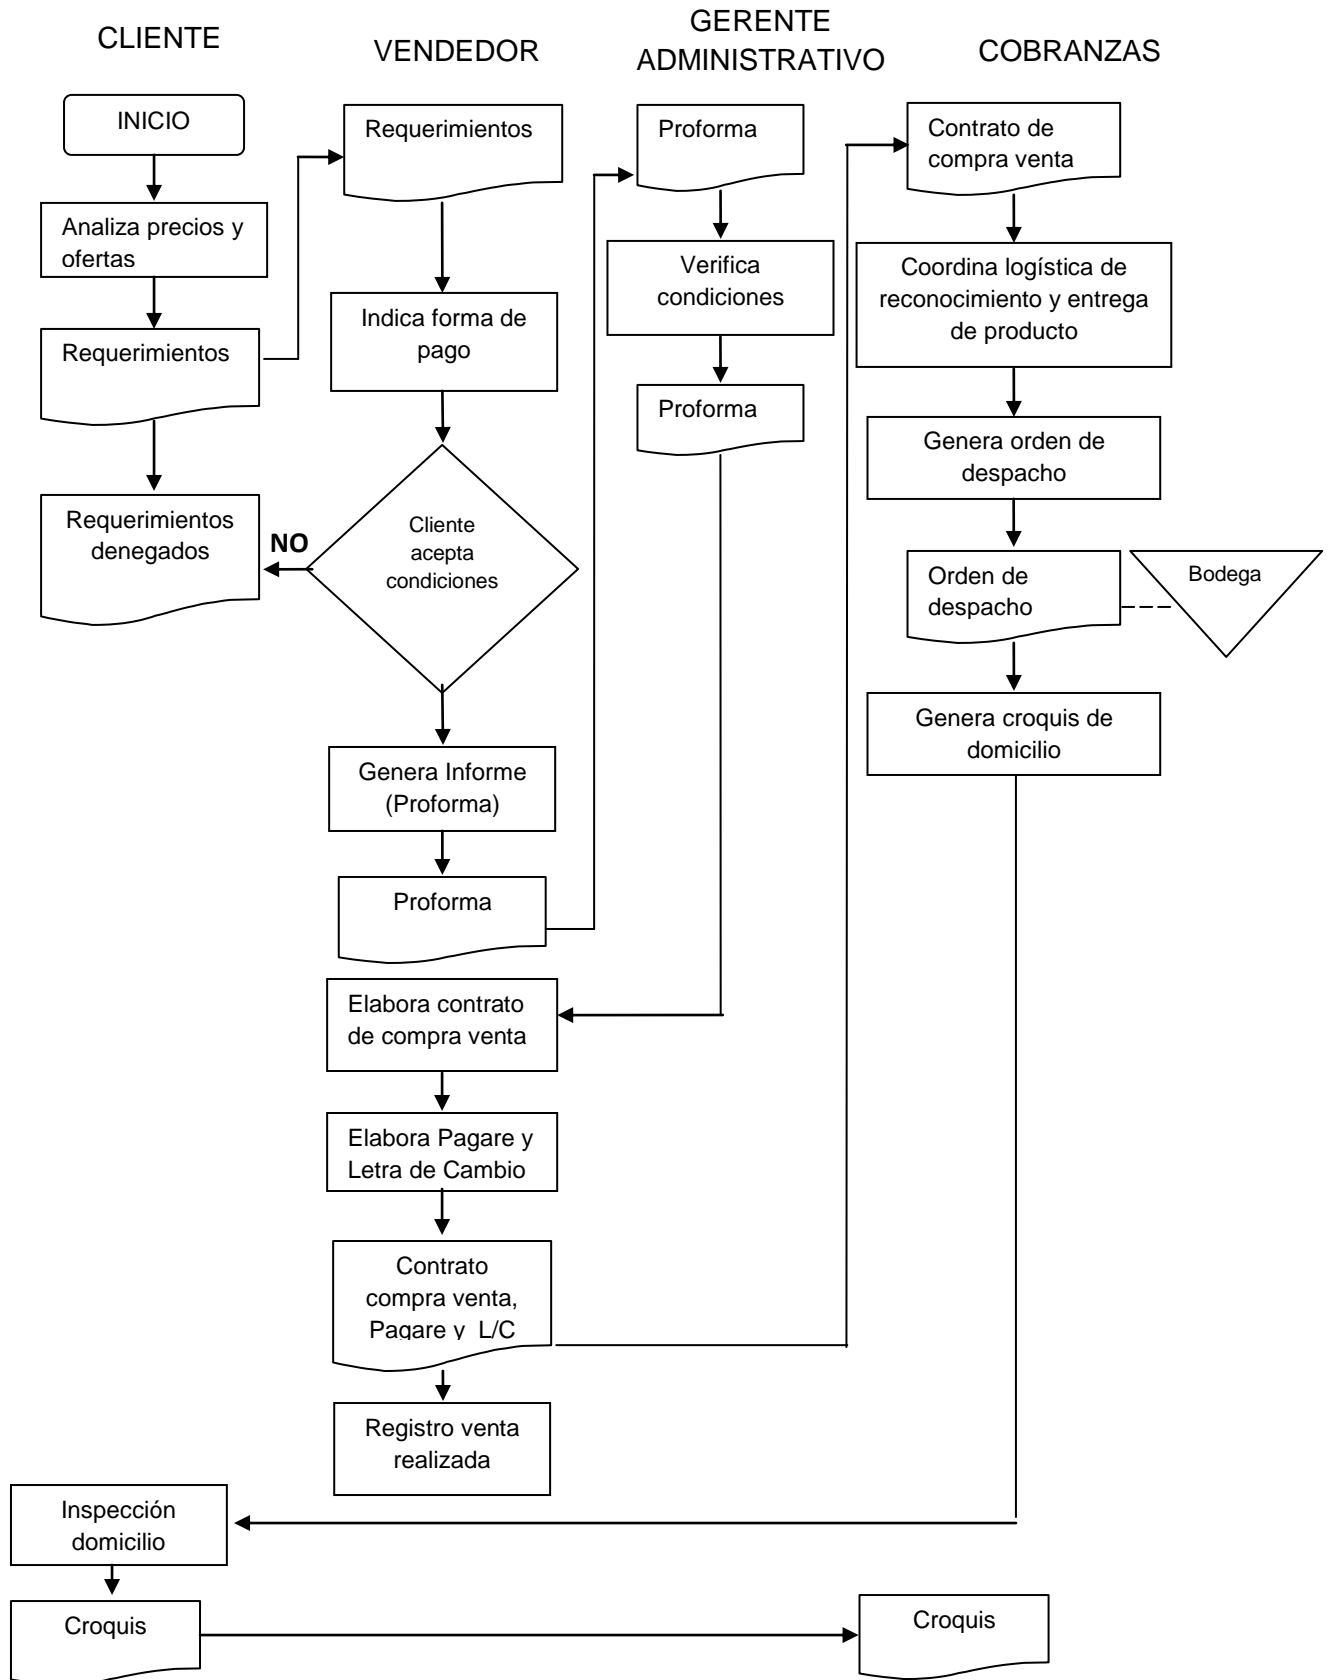 CLIENTE
VENDEDOR
GERENTE
ADMINISTRATIVO
COBRANZAS
INICIO
Analiza precios y
ofertas
Requerimientos
Requerimientos
denegados
NO
Requerimientos
Indica forma de
pago
Cliente
acepta
condiciones
Genera Informe
(Proforma)
Proforma
Elabora contrato
de compra venta
Elabora Pagare y
Letra de Cambio
Contrato
compra venta,
Pagare y L/C
Registro venta
realizada
Proforma
Verifica
condiciones
Proforma
Contrato de
compra venta
Coordina logística de
reconocimiento y entrega
de producto
Genera orden de
despacho
Orden de
despacho
Bodega
Genera croquis de
domicilio
Inspección
domicilio
Croquis
Croquis